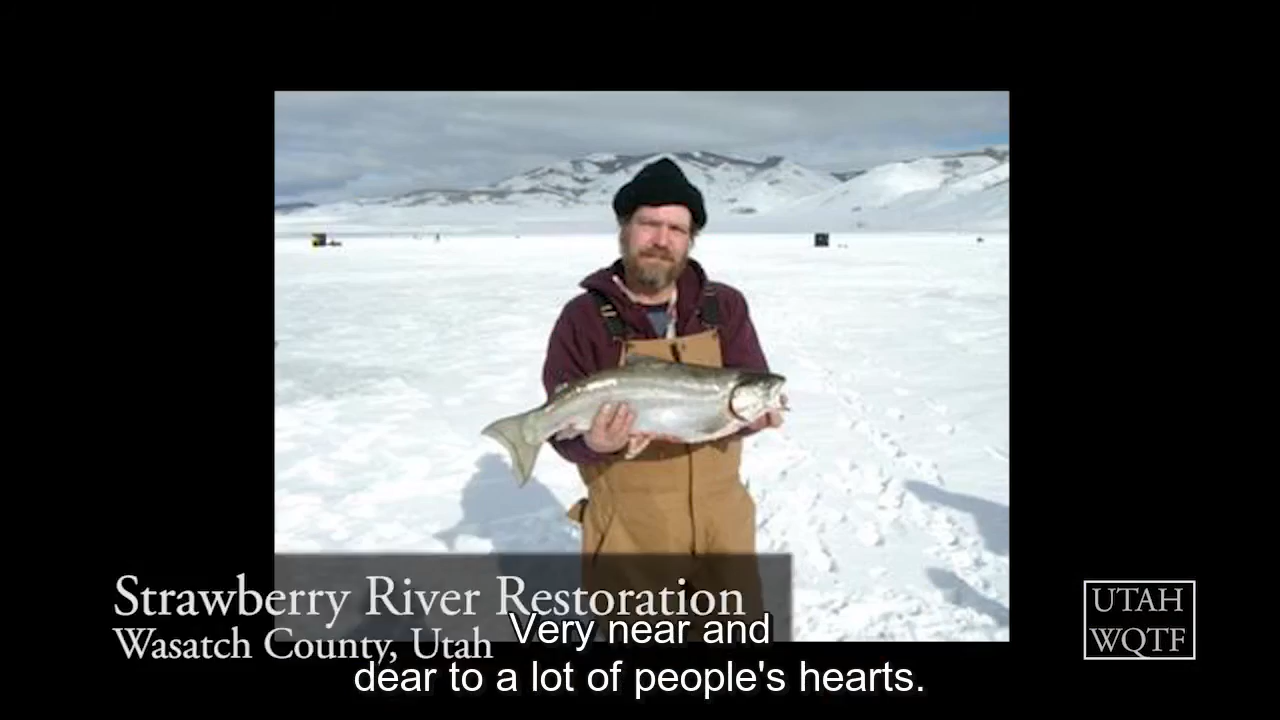 Strawberry River Restoration
Wasatch County, Utah
Very near and
dear to a lot of people's hearts.
UTAH
WQTF